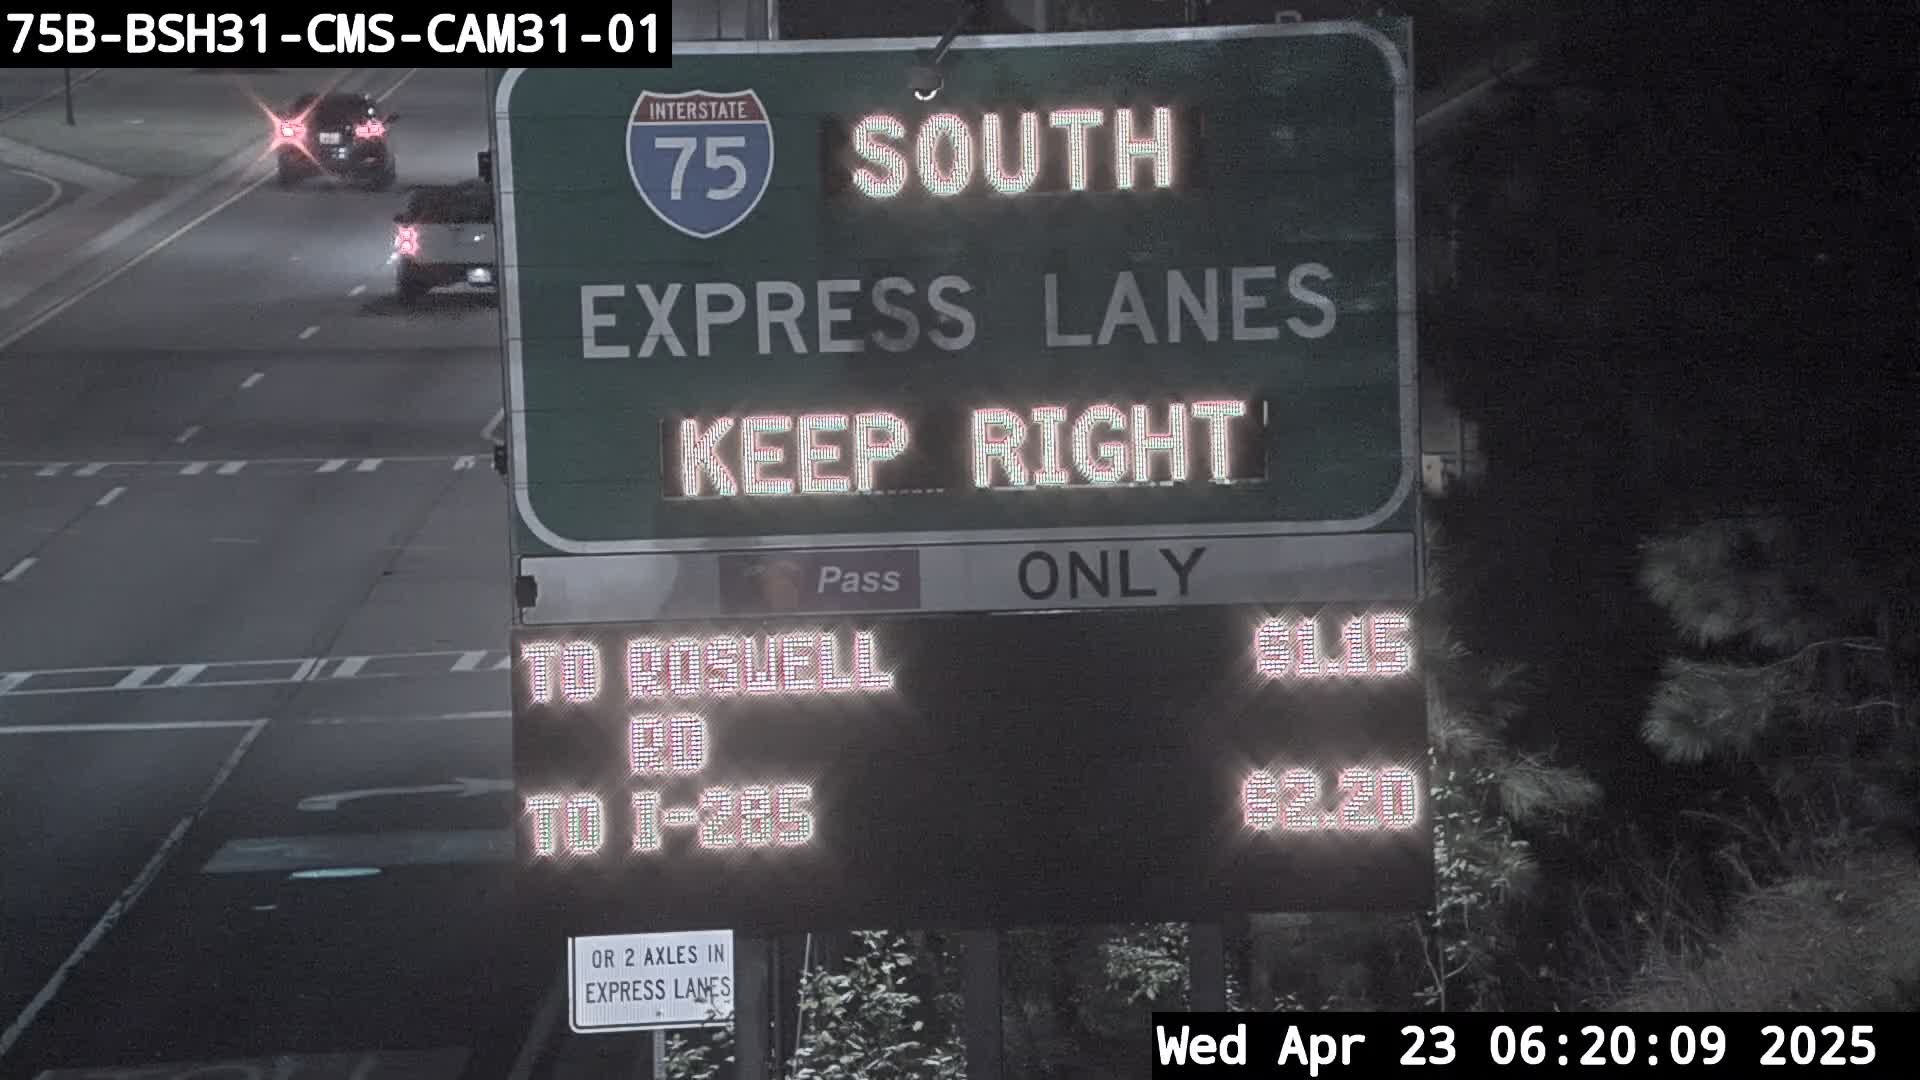 75B-BSH31-CMS-CAM31-01
INTERSTATE
75
SOUTH
EXPRESS LANES
KEEP RIGHT
Pass ONLY
TO ROSWELL $1.15
RD
TO I-285 $2.20
OR 2 AXLES IN
EXPRESS LANES
Wed Apr 23 06:20:09 2025